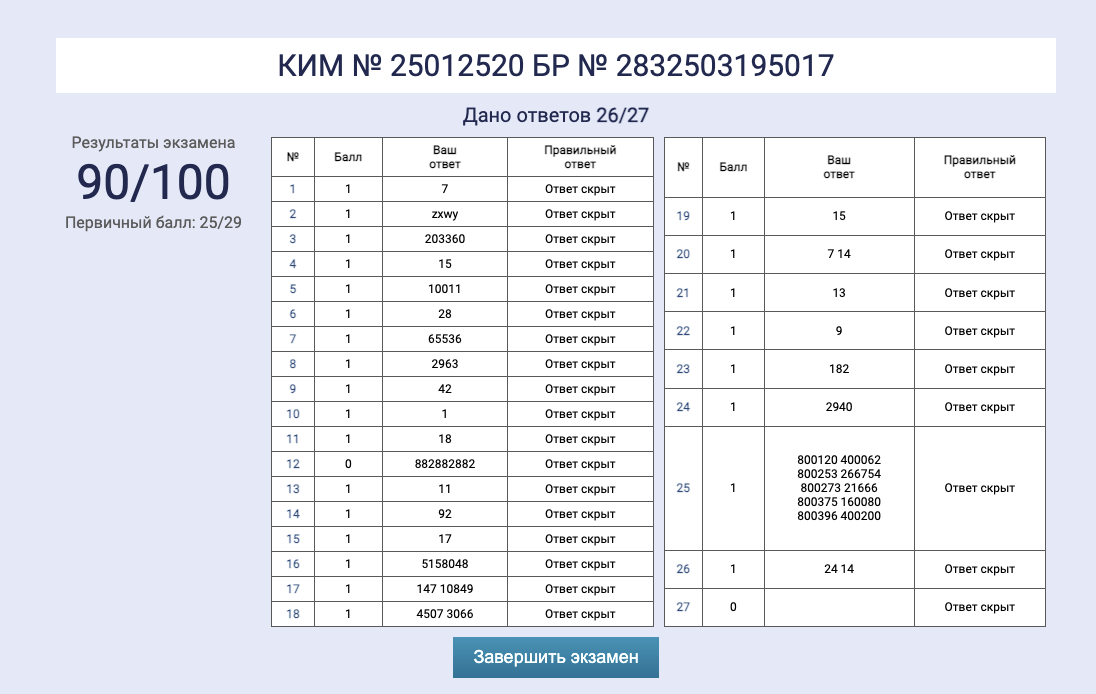 КИМ № 25012520 БР № 2832503195017
Дано ответов 26/27
Результаты экзамена
90/100
Первичный балл: 25/29
№ Балл Ваш ответ Правильный ответ
1 1 7 Ответ скрыт
2 1 zxwy Ответ скрыт
3 1 203360 Ответ скрыт
4 1 15 Ответ скрыт
5 1 10011 Ответ скрыт
6 1 28 Ответ скрыт
7 1 65536 Ответ скрыт
8 1 2963 Ответ скрыт
9 1 42 Ответ скрыт
10 1 1 Ответ скрыт
11 1 18 Ответ скрыт
12 0 882882882 Ответ скрыт
13 1 11 Ответ скрыт
14 1 92 Ответ скрыт
15 1 17 Ответ скрыт
16 1 5158048 Ответ скрыт
17 1 147 10849 Ответ скрыт
18 1 4507 3066 Ответ скрыт
№ Балл Ваш ответ Правильный ответ
19 1 15 Ответ скрыт
20 1 7 14 Ответ скрыт
21 1 13 Ответ скрыт
22 1 9 Ответ скрыт
23 1 182 Ответ скрыт
24 1 2940 Ответ скрыт
25 1 800120 400062
800253 266754
800273 21666
800375 160080
800396 400200
Ответ скрыт
26 1 24 14 Ответ скрыт
27 0 Ответ скрыт
Завершить экзамен